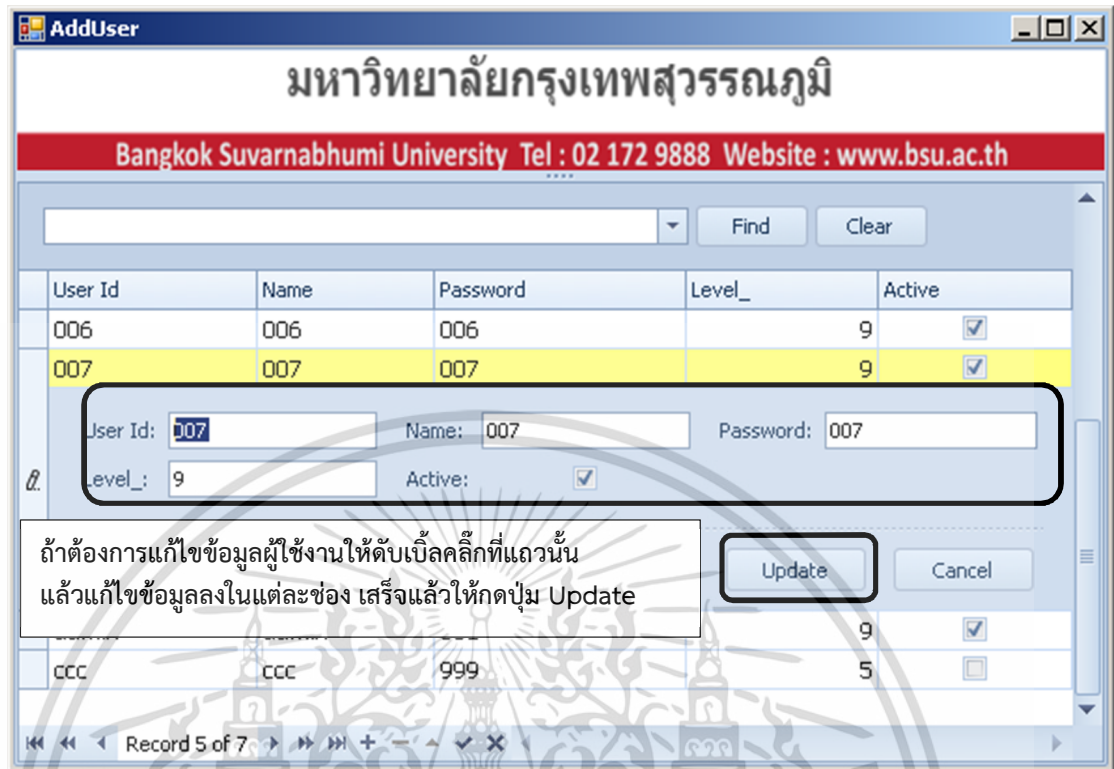 AddUser
มหาวิทยาลัยกรุงเทพสุวรรณภูมิ
Bangkok Suvarnabhumi University Tel : 02 172 9888 Website : www.bsu.ac.th
Find Clear
User Id Name Password Level_ Active
006 006 006 9
007 007 007 9
User Id: 007 Name: 007 Password: 007
Level_: 9 Active:
ถ้าต้องการแก้ไขข้อมูลผู้ใช้งานให้ดับเบิ้ลคลิ๊กที่แถวนั้น
แล้วแก้ไขข้อมูลลงในแต่ละช่อง เสร็จแล้วให้กดปุ่ม Update
Update Cancel
9
ccc ccc 999 5
Record 5 of 7